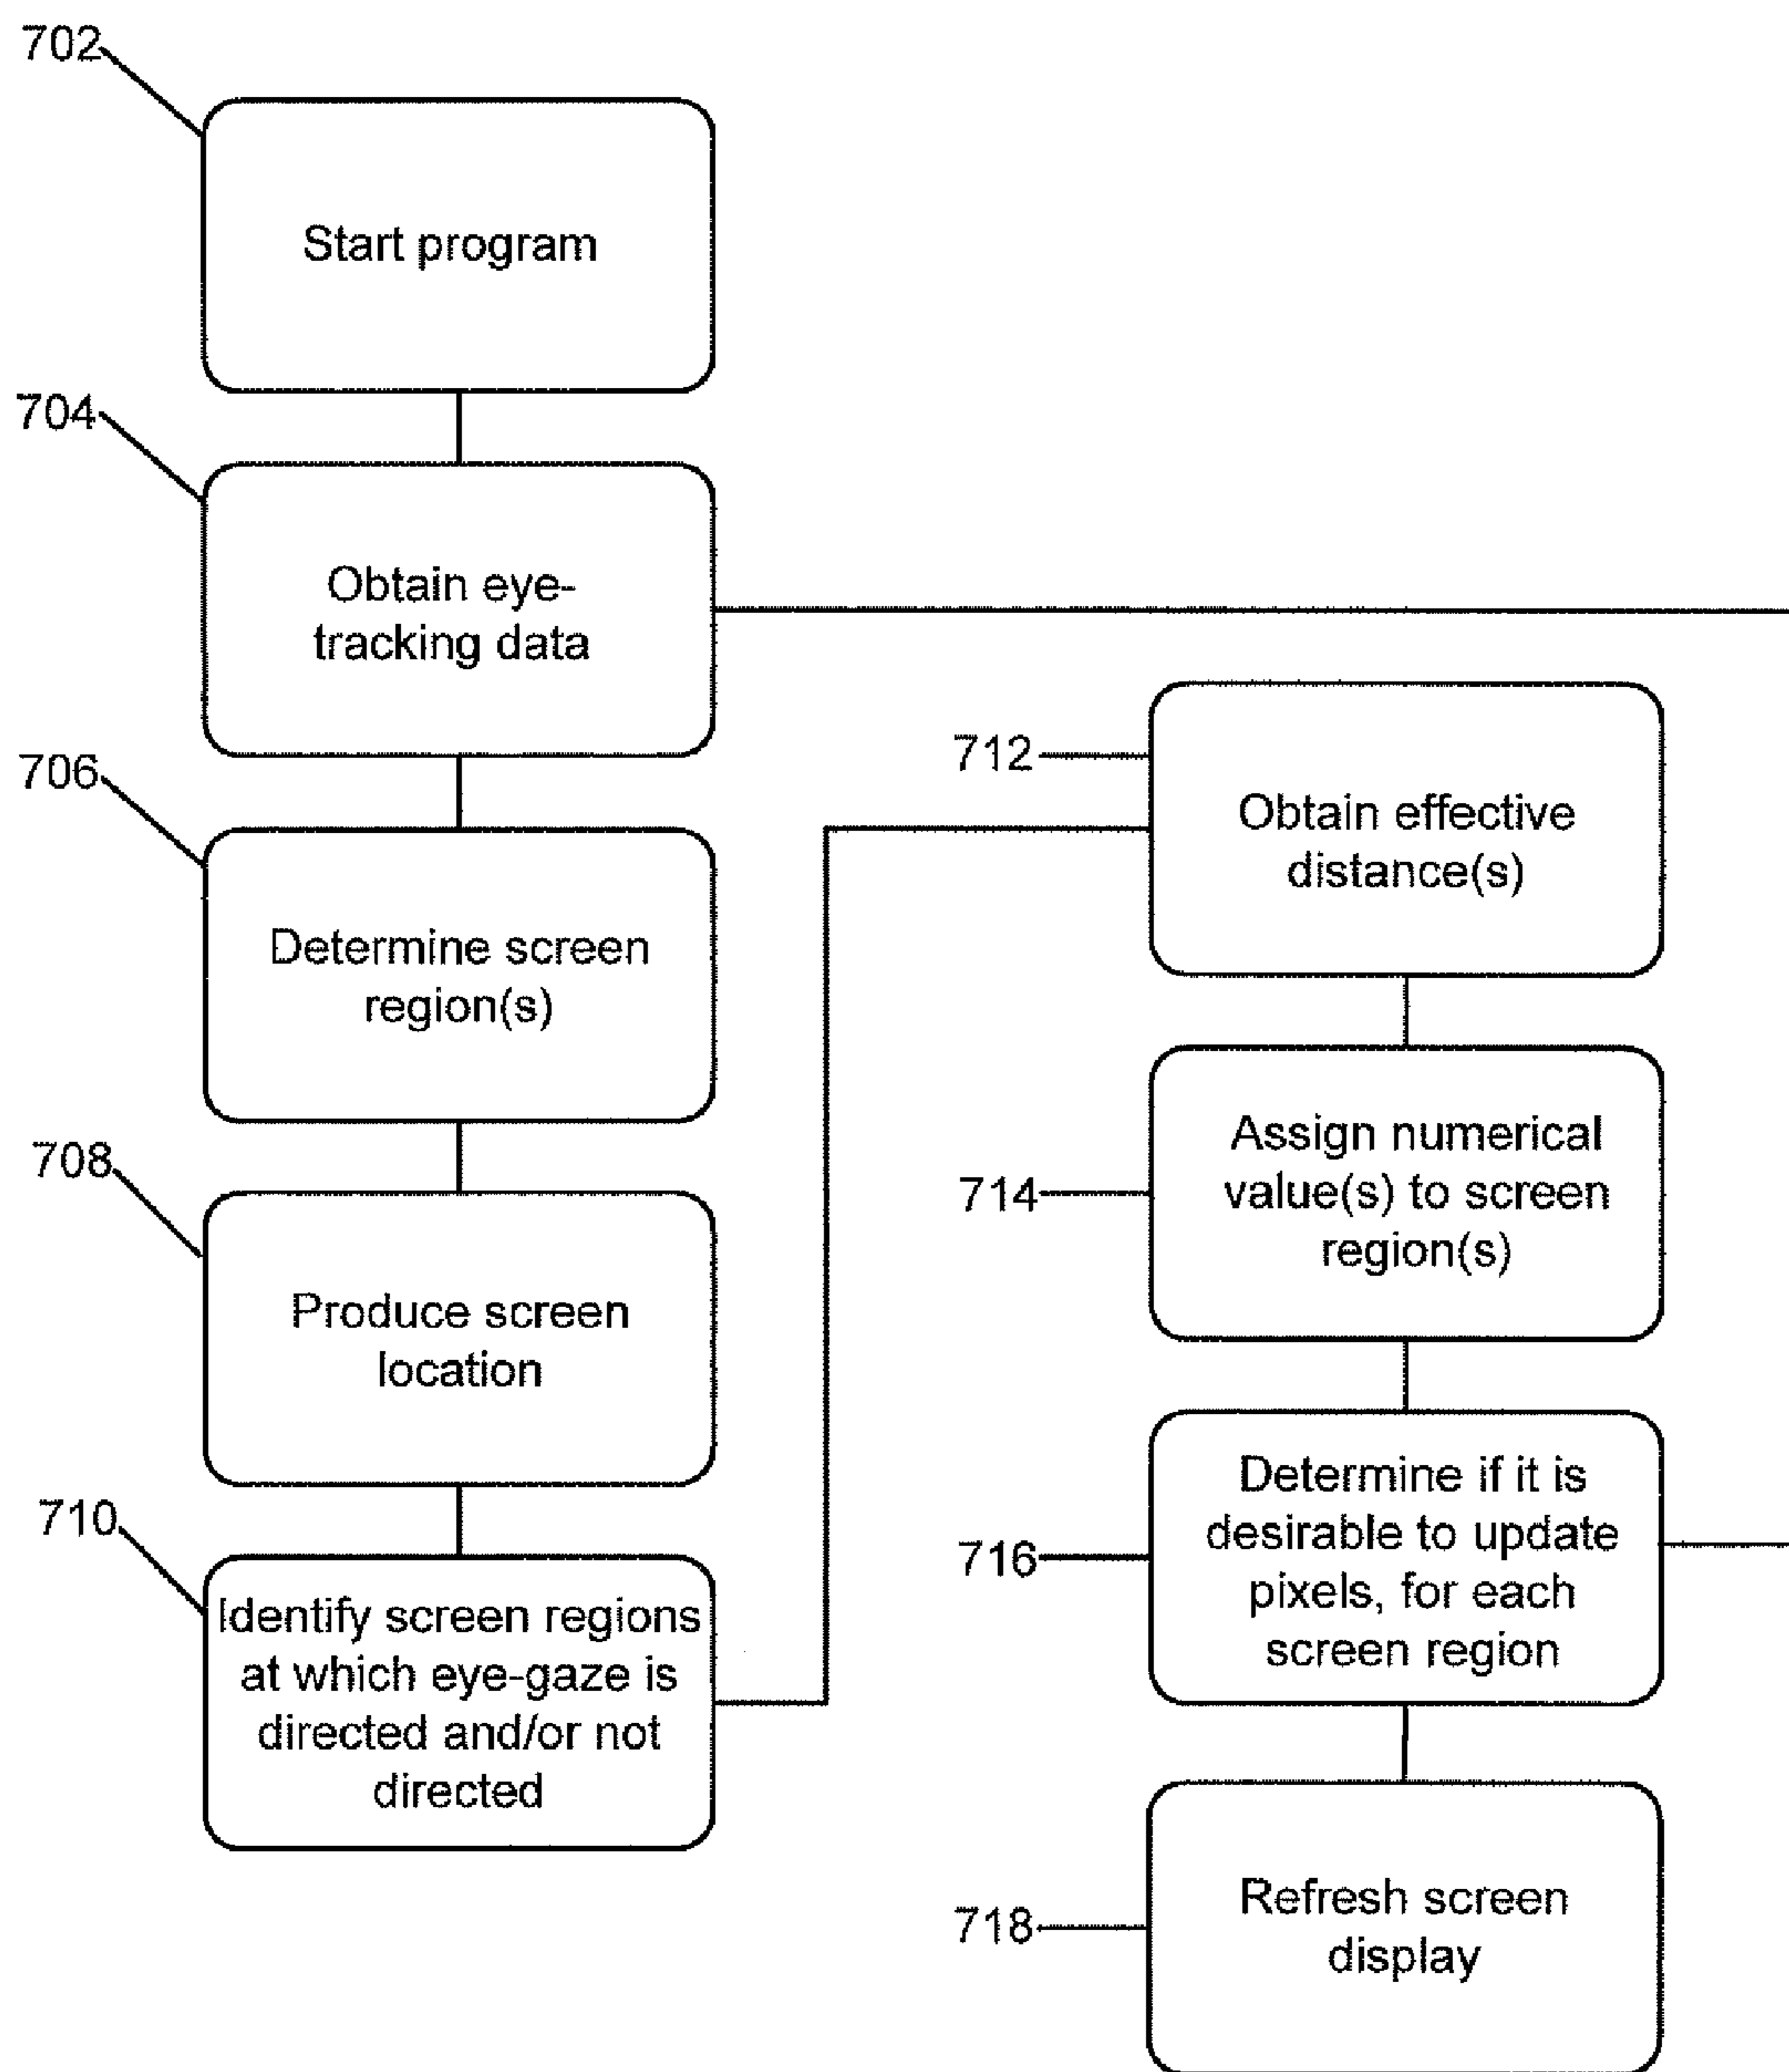 702
Start program
704
Obtain eye-
tracking data
706
Determine screen
region(s)
708
Produce screen
location
710
Identify screen regions
at which eye-gaze is
directed and/or not
directed
712
Obtain effective
distance(s)
714
Assign numerical
value(s) to screen
region(s)
716
Determine if it is
desirable to update
pixels, for each
screen region
718
Refresh screen
display